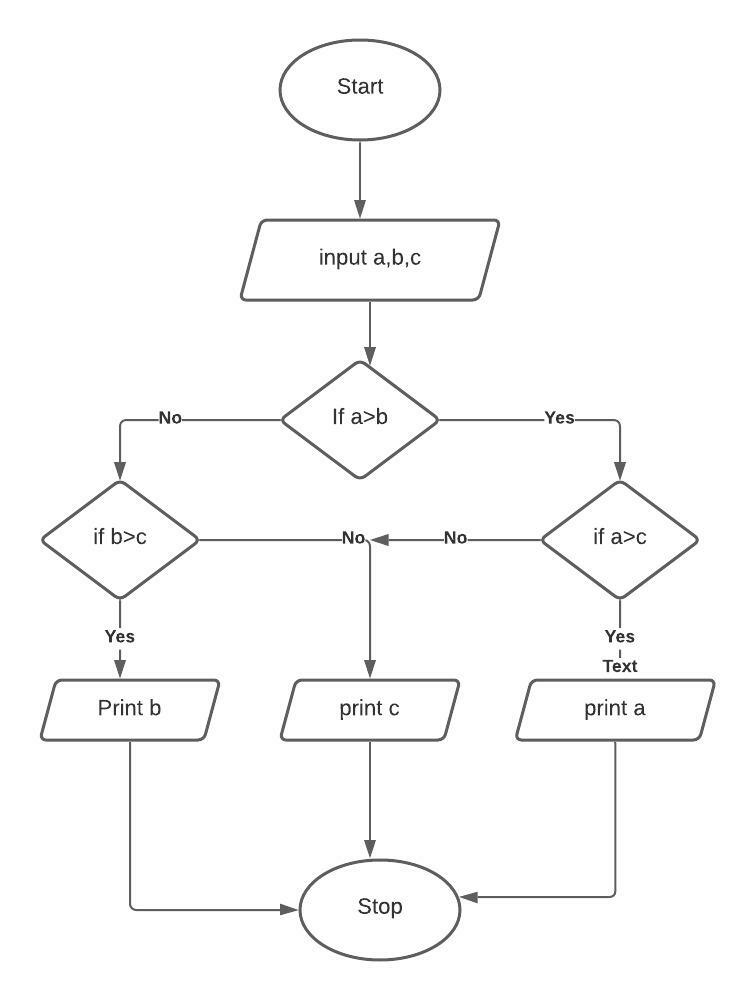 Start
input a,b,c
If a>b
No
Yes
if b>c
No
No
if a>c
Yes
Yes
Text
Print b
print c
print a
Stop